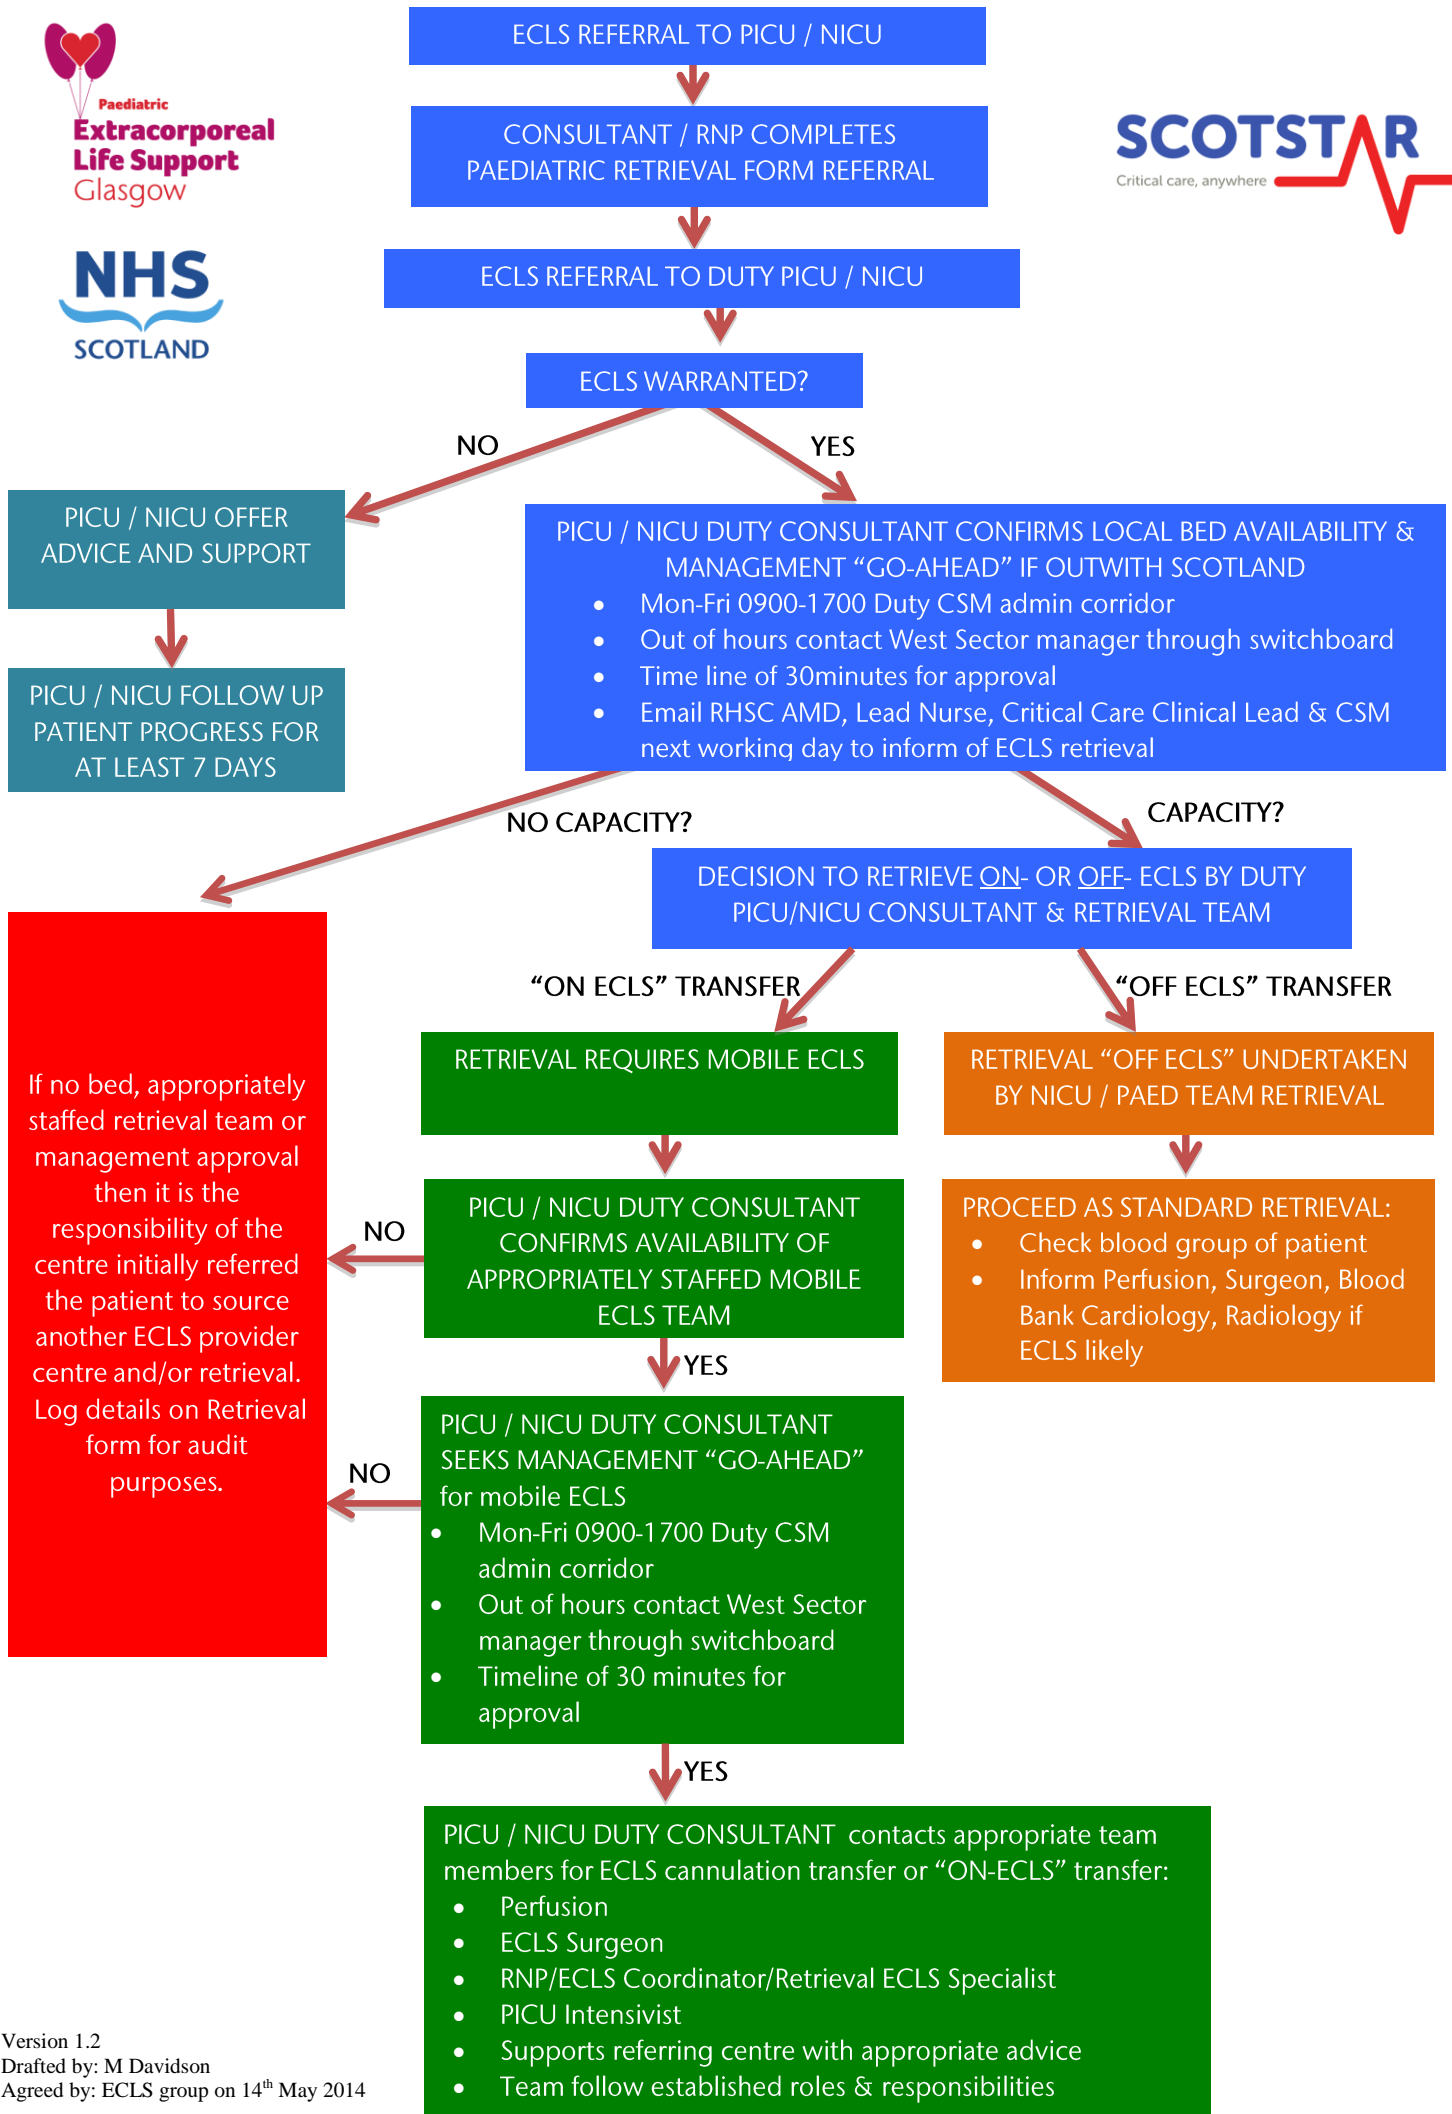 ECLS REFERRAL TO PICU / NICU
Paediatric
Extracorporeal
Life Support
Glasgow
CONSULTANT / RNP COMPLETES
PAEDIATRIC RETRIEVAL FORM REFERRAL
SCOTSTAR
Critical care, anywhere
NHS
SCOTLAND
ECLS REFERRAL TO DUTY PICU / NICU
ECLS WARRANTED?
NO
YES
PICU / NICU OFFER
ADVICE AND SUPPORT
PICU / NICU FOLLOW UP
PATIENT PROGRESS FOR
AT LEAST 7 DAYS
PICU / NICU DUTY CONSULTANT CONFIRMS LOCAL BED AVAILABILITY &
MANAGEMENT “GO-AHEAD” IF OUTWITH SCOTLAND
• Mon-Fri 0900-1700 Duty CSM admin corridor
• Out of hours contact West Sector manager through switchboard
• Time line of 30minutes for approval
• Email RHSC AMD, Lead Nurse, Critical Care Clinical Lead & CSM
next working day to inform of ECLS retrieval
NO CAPACITY?
CAPACITY?
DECISION TO RETRIEVE ON- OR OFF- ECLS BY DUTY
PICU/NICU CONSULTANT & RETRIEVAL TEAM
“ON ECLS” TRANSFER
“OFF ECLS” TRANSFER
RETRIEVAL REQUIRES MOBILE ECLS
RETRIEVAL “OFF ECLS” UNDERTAKEN
BY NICU / PAED TEAM RETRIEVAL
If no bed, appropriately
staffed retrieval team or
management approval
then it is the
responsibility of the
centre initially referred
the patient to source
another ECLS provider
centre and/or retrieval.
Log details on Retrieval
form for audit
purposes.
NO
PICU / NICU DUTY CONSULTANT
CONFIRMS AVAILABILITY OF
APPROPRIATELY STAFFED MOBILE
ECLS TEAM
PROCEED AS STANDARD RETRIEVAL:
• Check blood group of patient
• Inform Perfusion, Surgeon, Blood
Bank Cardiology, Radiology if
ECLS likely
YES
NO
PICU / NICU DUTY CONSULTANT
SEEKS MANAGEMENT “GO-AHEAD”
for mobile ECLS
• Mon-Fri 0900-1700 Duty CSM
admin corridor
• Out of hours contact West Sector
manager through switchboard
• Timeline of 30 minutes for
approval
YES
PICU / NICU DUTY CONSULTANT contacts appropriate team
members for ECLS cannulation transfer or “ON-ECLS” transfer:
• Perfusion
• ECLS Surgeon
• RNP/ECLS Coordinator/Retrieval ECLS Specialist
• PICU Intensivist
• Supports referring centre with appropriate advice
• Team follow established roles & responsibilities
Version 1.2
Drafted by: M Davidson
Agreed by: ECLS group on 14th May 2014